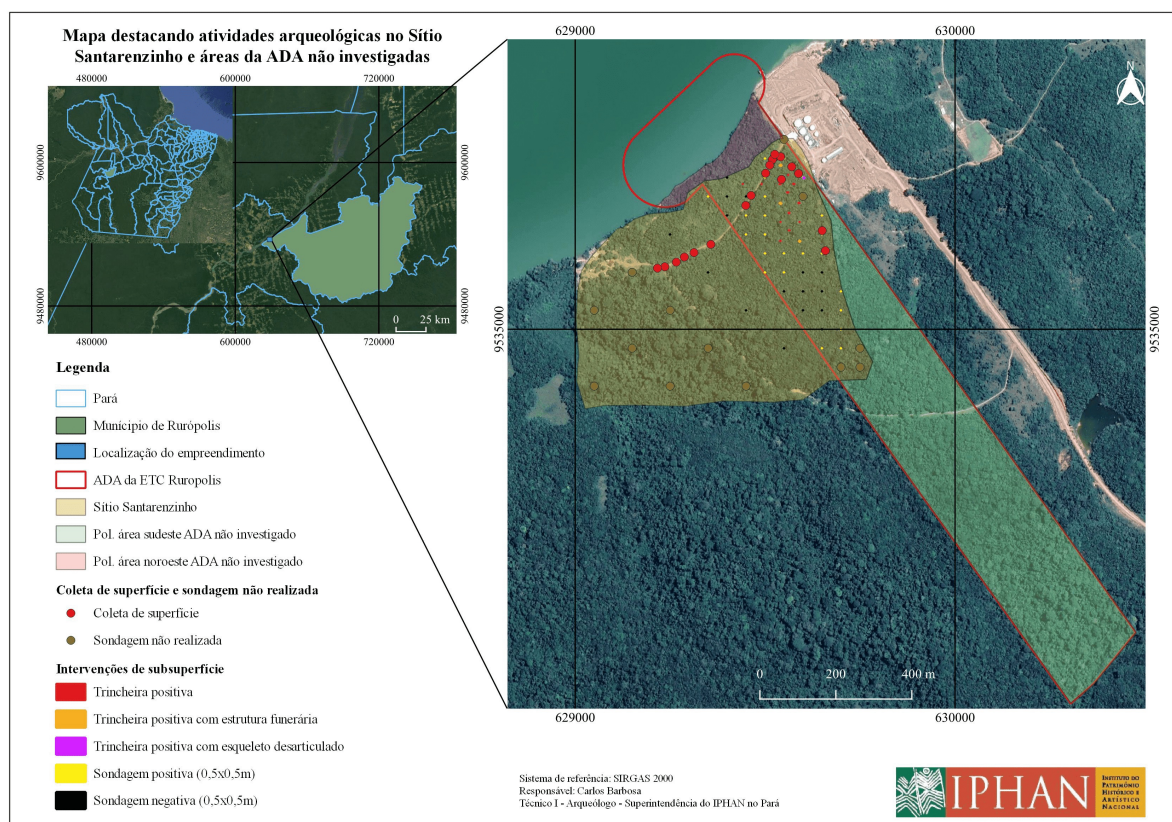 Mapa destacando atividades arqueológicas no Sítio
Santarenzinho e áreas da ADA não investigadas
480000 600000 720000
9600000
9480000
9600000
9480000
0 25 km
480000 600000 720000
629000 630000
N
9535000
9535000
0 200 400 m
629000 630000
Legenda
Pará
Munícipio de Rurópolis
Localização do empreendimento
ADA da ETC Ruropolis
Sítio Santarenzinho
Pol. área sudeste ADA não investigado
Pol. área noroeste ADA não investigado
Coleta de superfície e sondagem não realizada
Coleta de superfície
Sondagem não realizada
Intervenções de subsuperfície
Trincheira positiva
Trincheira positiva com estrutura funerária
Trincheira positiva com esqueleto desarticulado
Sondagem positiva (0,5x0,5m)
Sondagem negativa (0,5x0,5m)
Sistema de referência: SIRGAS 2000
Responsável: Carlos Barbosa
Técnico I - Arqueólogo - Superintendência do IPHAN no Pará
IPHAN
INSTITUTO DO
PATRIMÔNIO
HISTÓRICO E
ARTÍSTICO
NACIONAL